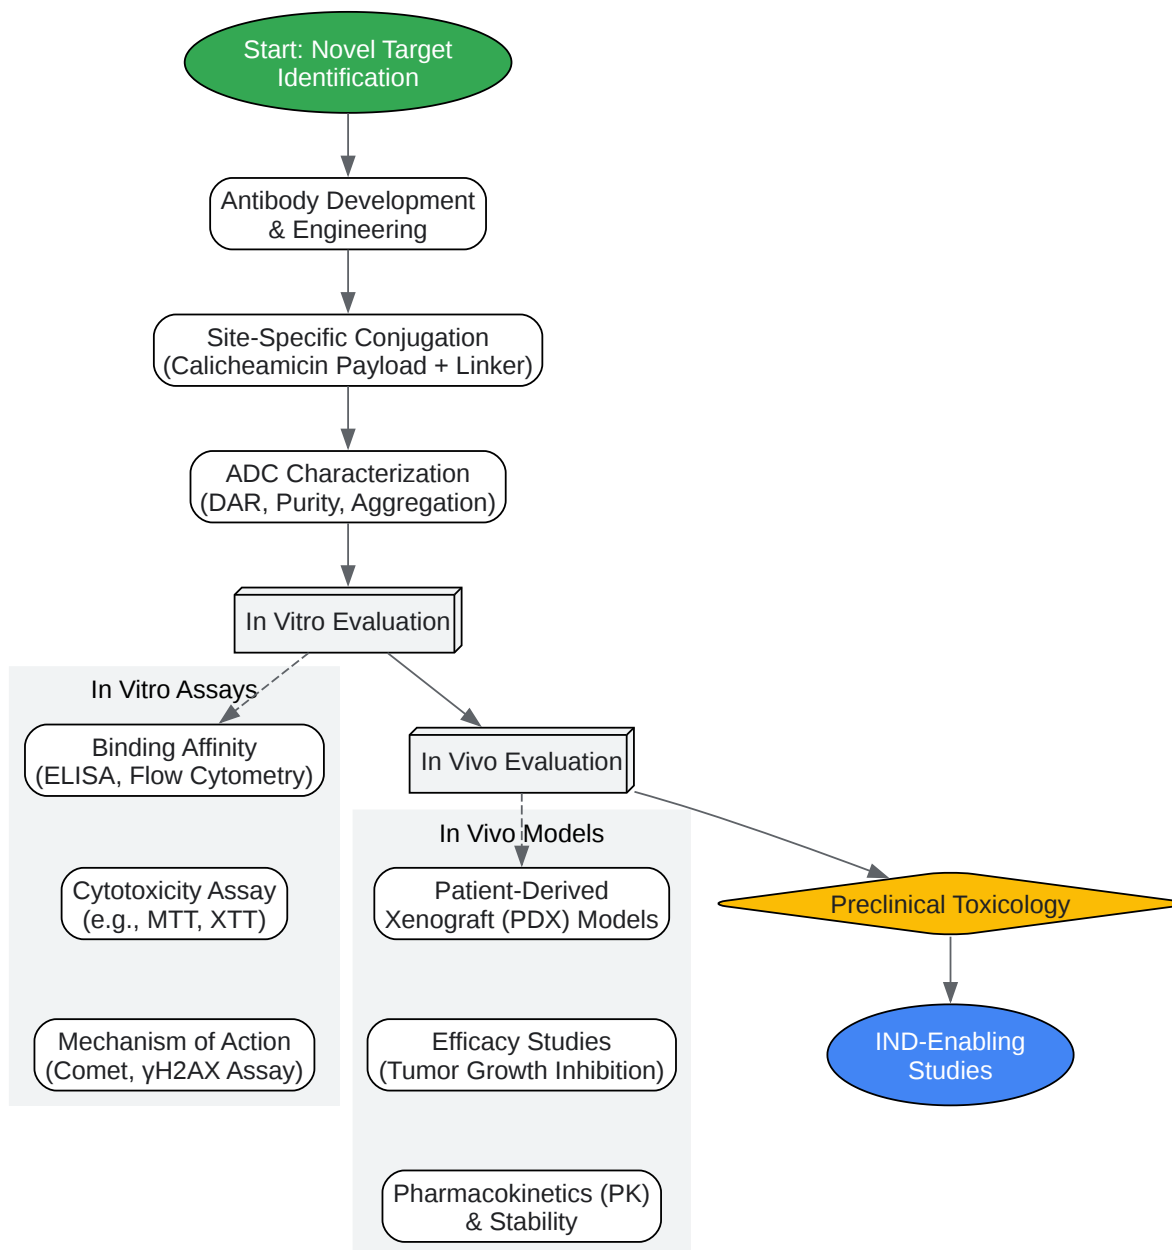 Start: Novel Target
Identification
Antibody Development
& Engineering
Site-Specific Conjugation
(Calicheamicin Payload + Linker)
ADC Characterization
(DAR, Purity, Aggregation)
In Vitro Evaluation
In Vitro Assays
Binding Affinity
(ELISA, Flow Cytometry)
Cytotoxicity Assay
(e.g., MTT, XTT)
Mechanism of Action
(Comet, γH2AX Assay)
In Vivo Evaluation
In Vivo Models
Patient-Derived
Xenograft (PDX) Models
Efficacy Studies
(Tumor Growth Inhibition)
Pharmacokinetics (PK)
& Stability
Preclinical Toxicology
IND-Enabling
Studies